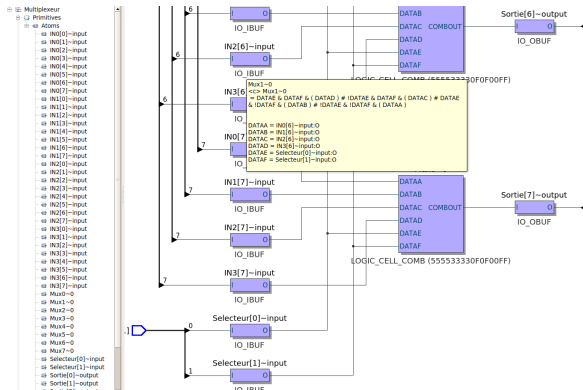 Multiplexeur
Primitives
Atoms
IN0[0]~input
IN0[1]~input
IN0[2]~input
IN0[3]~input
IN0[4]~input
IN0[5]~input
IN0[6]~input
IN0[7]~input
IN1[0]~input
IN1[1]~input
IN1[2]~input
IN1[3]~input
IN1[4]~input
IN1[5]~input
IN1[6]~input
IN1[7]~input
IN2[0]~input
IN2[1]~input
IN2[2]~input
IN2[3]~input
IN2[4]~input
IN2[5]~input
IN2[6]~input
IN2[7]~input
IN3[0]~input
IN3[1]~input
IN3[2]~input
IN3[3]~input
IN3[4]~input
IN3[5]~input
IN3[6]~input
IN3[7]~input
Mux0~0
Mux1~0
Mux2~0
Mux3~0
Mux4~0
Mux5~0
Mux6~0
Mux7~0
Selecteur[0]~input
Selecteur[1]~input
Sortie[0]~output
Sortie[1]~output
6
I O
IO_IBUF
IN2[6]~input
6
I O
IO_IBUF
IN3[6]
6
I
IN0[7]
7
I
IN1[7]~input
7
I O
IO_IBUF
IN2[7]~input
7
I O
IO_IBUF
IN3[7]~input
7
I O
IO_IBUF
Selecteur[0]~input
.]
0
I O
IO_IBUF
Selecteur[1]~input
1
I O
IO_IBUF
DATAB
DATAC COMBOUT
DATAD
DATAE
DATAF
LOGIC_CELL_COMB (555533330F0F00FF)
Sortie[6]~output
I O
IO_OBUF
Mux1~0
<c> Mux1~0
= DATAE & DATAF & ( DATAD ) # !DATAE & DATAF & ( DATAC ) # DATAE
& !DATAF & ( DATAB ) # !DATAE & !DATAF & ( DATAA )
DATAA = IN0[6]~input:O
DATAB = IN1[6]~input:O
DATAC = IN2[6]~input:O
DATAD = IN3[6]~input:O
DATAE = Selecteur[0]~input:O
DATAF = Selecteur[1]~input:O
DATAA
DATAB
DATAC COMBOUT
DATAD
DATAE
DATAF
LOGIC_CELL_COMB (555533330F0F00FF)
Sortie[7]~output
I O
IO_OBUF